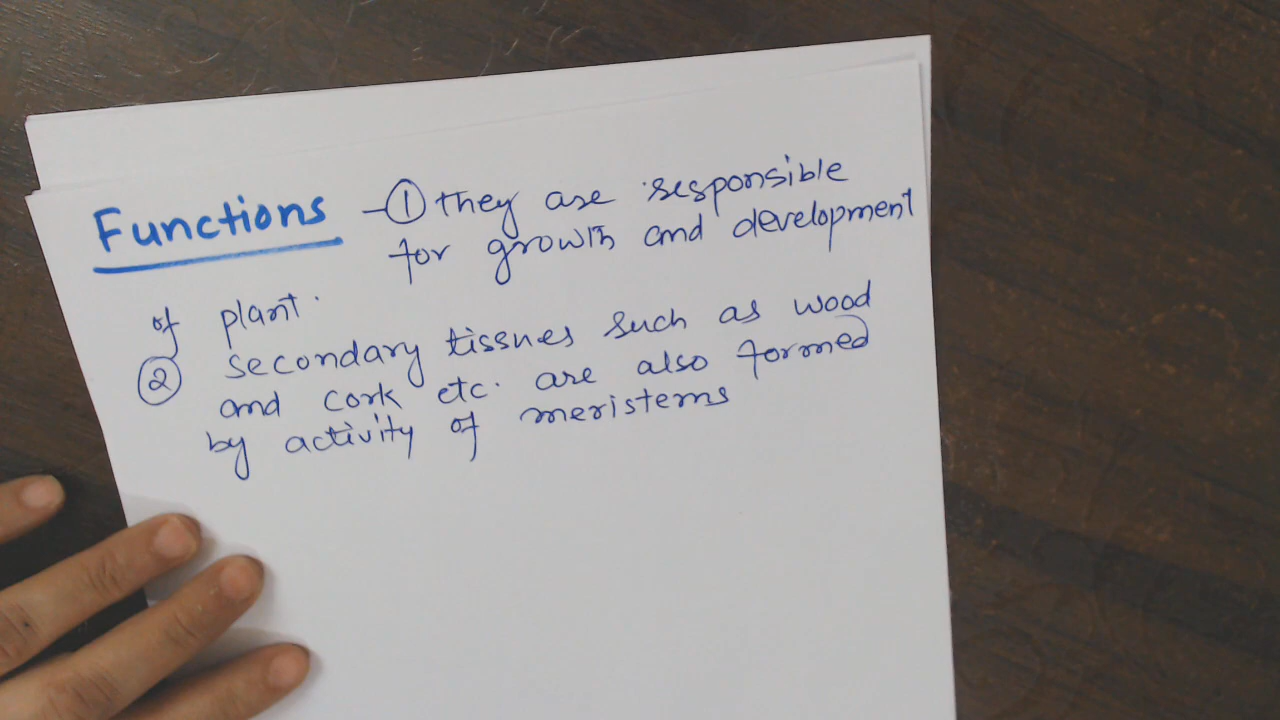 Functions - ① they are responsible
for growth and development
of plant.
② secondary tissues such as wood
and cork etc. are also formed
by activity of meristems